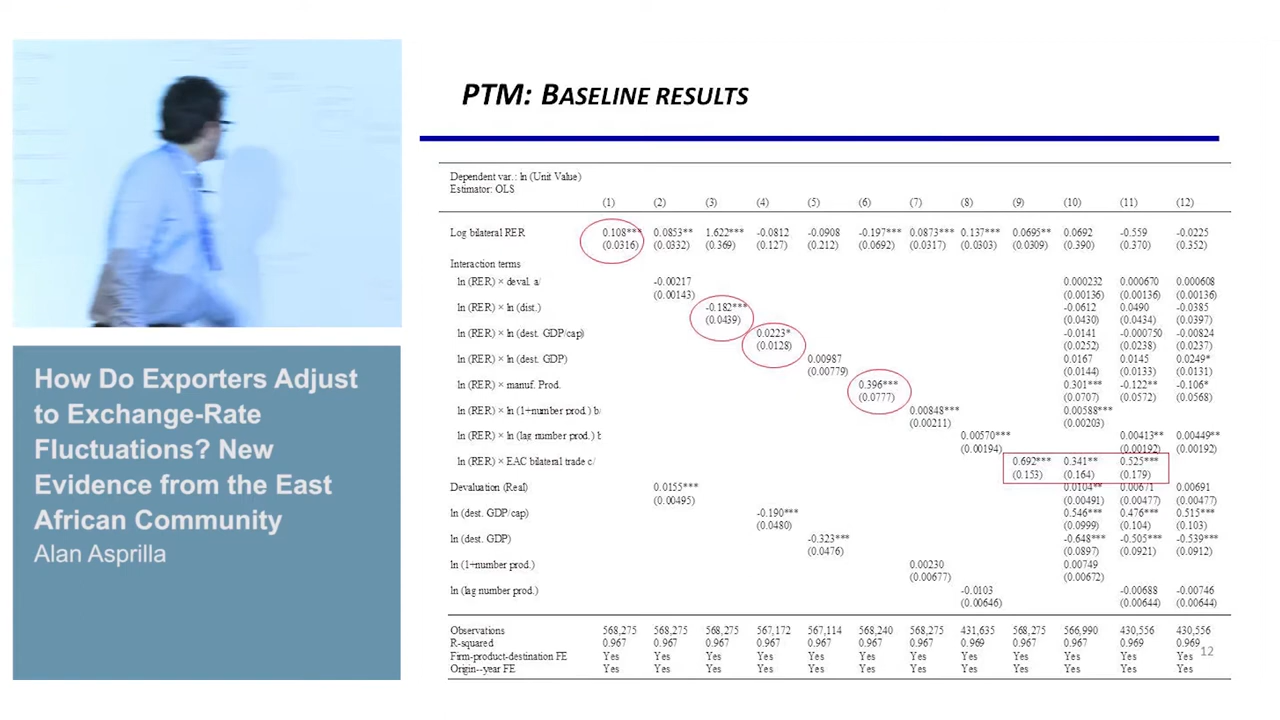 PTM: BASELINE RESULTS
How Do Exporters Adjust
to Exchange-Rate
Fluctuations? New
Evidence from the East
African Community
Alan Asprilla
Dependent var.: ln (Unit Value)
Estimator: OLS
(1) (2) (3) (4) (5) (6) (7) (8) (9) (10) (11) (12)
Log bilateral RER 0.108*** 0.0853** 1.622*** -0.0812 -0.0908 -0.197*** 0.0873*** 0.137*** 0.0695** 0.0692 -0.559 -0.0225
(0.0316) (0.0332) (0.369) (0.127) (0.212) (0.0692) (0.0317) (0.0303) (0.0309) (0.390) (0.370) (0.352)
Interaction terms
ln (RER) × deval. a/ -0.00217 0.000232 0.000670 0.000608
(0.00143) (0.00136) (0.00136) (0.00136)
ln (RER) × ln (dist.) -0.182*** -0.0612 0.0490 -0.0385
(0.0439) (0.0430) (0.0434) (0.0397)
ln (RER) × ln (dest. GDP/cap) 0.0223* -0.0141 -0.000750 -0.00824
(0.0128) (0.0252) (0.0238) (0.0237)
ln (RER) × ln (dest. GDP) 0.00987 0.0167 0.0145 0.0249*
(0.00779) (0.0144) (0.0133) (0.0131)
ln (RER) × manuf. Prod. 0.396*** 0.301*** -0.122** -0.106*
(0.0777) (0.0707) (0.0572) (0.0568)
ln (RER) × ln (1+number prod.) b/ 0.00848*** 0.00588***
(0.00211) (0.00203)
ln (RER) × ln (lag number prod.) b 0.00570*** 0.00413** 0.00449**
(0.00194) (0.00192) (0.00192)
ln (RER) × EAC bilateral trade c/ 0.692*** 0.341** 0.525***
(0.153) (0.164) (0.179)
Devaluation (Real) 0.0155*** 0.0104** 0.00671 0.00691
(0.00495) (0.00491) (0.00477) (0.00477)
ln (dest. GDP/cap) -0.190*** 0.546*** 0.476*** 0.515***
(0.0480) (0.0999) (0.104) (0.103)
ln (dest. GDP) -0.323*** -0.648*** -0.505*** -0.539***
(0.0476) (0.0897) (0.0921) (0.0912)
ln (1+number prod.) 0.00230 0.00749
(0.00677) (0.00672)
ln (lag number prod.) -0.0103 -0.00688 -0.00746
(0.00646) (0.00644) (0.00644)
Observations 568,275 568,275 568,275 567,172 567,114 568,240 568,275 431,635 568,275 566,990 430,556 430,556
R-squared 0.967 0.967 0.967 0.967 0.967 0.967 0.967 0.969 0.967 0.967 0.969 0.969
Firm-product-destination FE Yes Yes Yes Yes Yes Yes Yes Yes Yes Yes Yes Yes
Origin--year FE Yes Yes Yes Yes Yes Yes Yes Yes Yes Yes Yes Yes
12